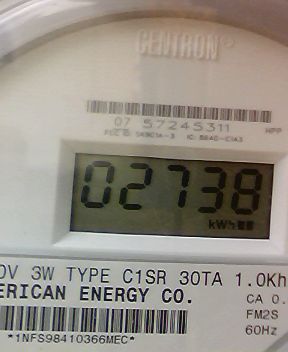 CENTRON®
07 57245311
HPP
02738
kWh
0V 3W TYPE C1SR 30TA 1.0Kh
ERICAN ENERGY CO.
CA 0.
FM2S
60Hz
*1NFS98410366MEC*